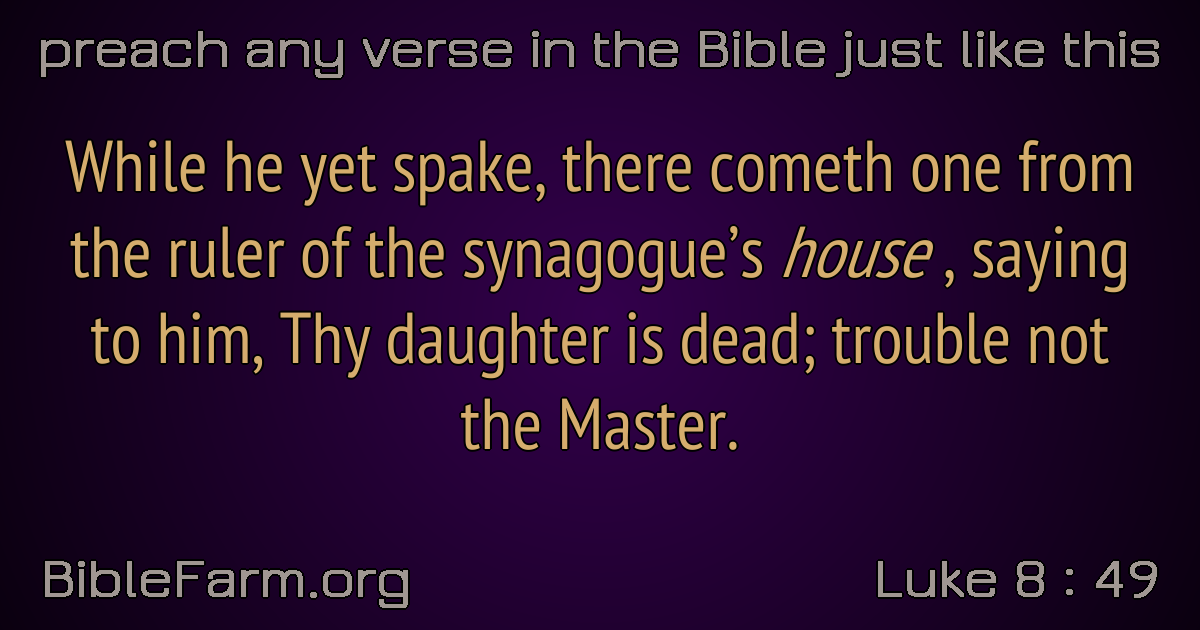 preach any verse in the Bible just like this
While he yet spake, there cometh one from
the ruler of the synagogue’s house , saying
to him, Thy daughter is dead; trouble not
the Master.
BibleFarm.org
Luke 8 : 49